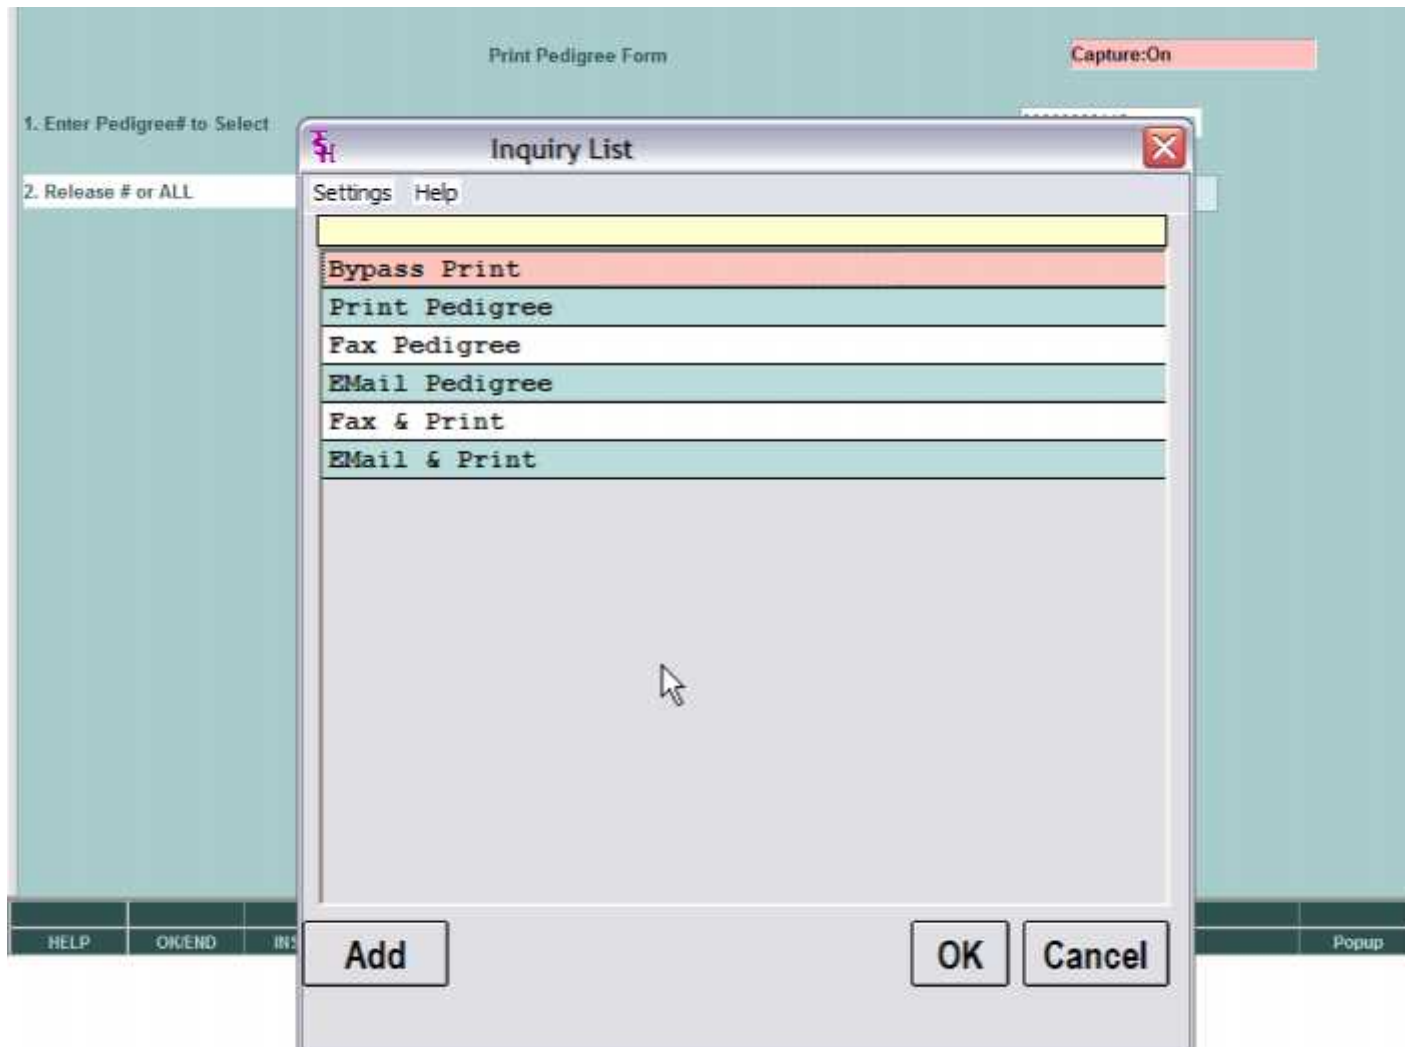 Print Pedigree Form
Capture:On
1. Enter Pedigree# to Select
Inquiry List
2. Release # or ALL
Settings Help
Bypass Print
Print Pedigree
Fax Pedigree
EMail Pedigree
Fax & Print
EMail & Print
HELP OK/END INS Popup
Add OK Cancel